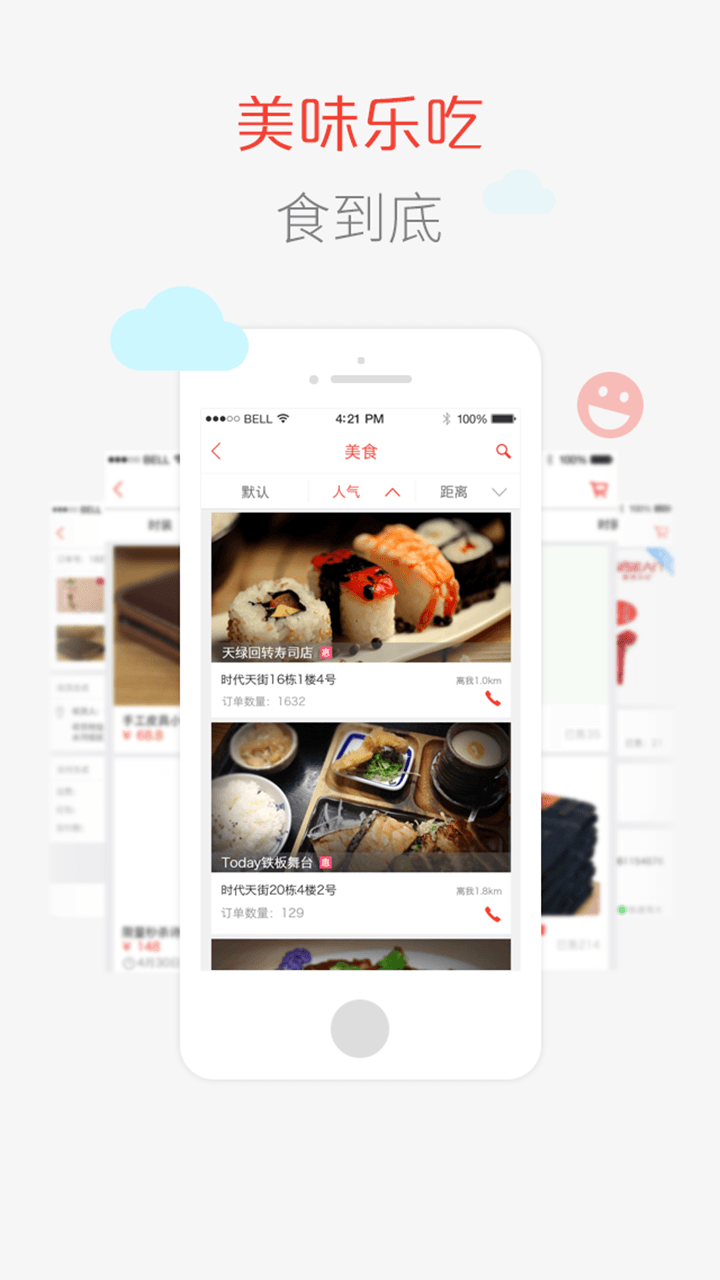 美味乐吃
食到底
BELL 4:21 PM 100%
美食
默认 人气 距离
天绿回转寿司店 惠
时代天街16栋1楼4号 离我1.0km
订单数量：1632
Today铁板舞台 惠
时代天街20栋4楼2号 离我1.8km
订单数量：129
BELL
100%
时装
手工皮具小
¥ 68.8
¥ 148
4月30日
已售35
已售214